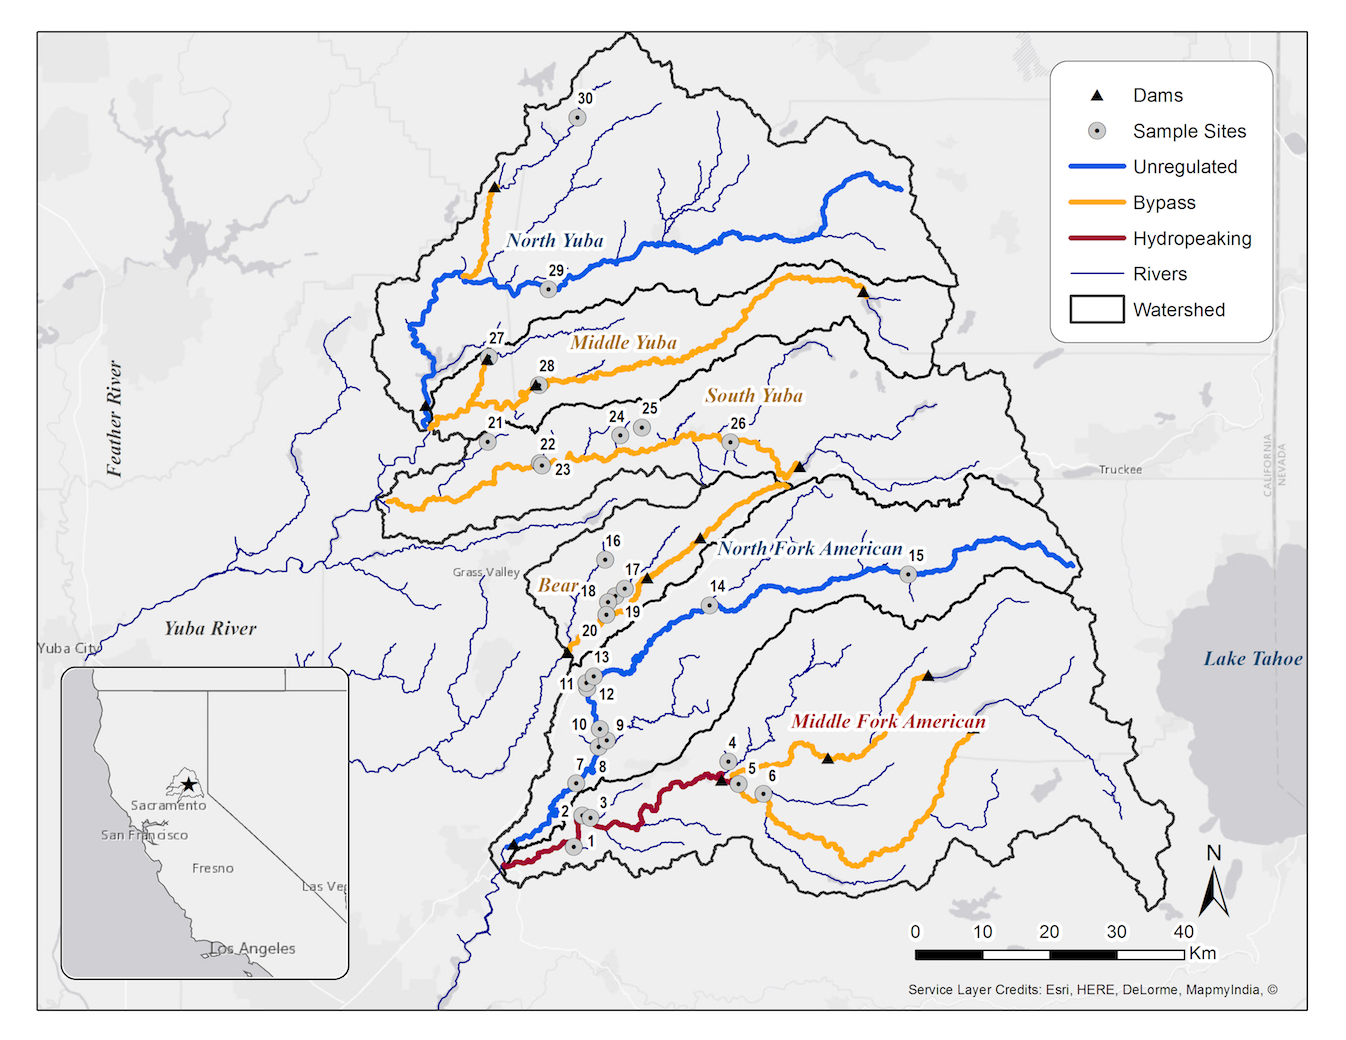 30
Dams
Sample Sites
Unregulated
Bypass
Hydropeaking
Rivers
Watershed
North Yuba
29
27
Middle Yuba
28
Feather River
South Yuba
25
24
21
26
22
23
Truckee
CALIFORNIA
NEVADA
16
North Fork American
15
Grass Valley
17
Bear
18
14
19
Yuba River
20
Yuba City
13
Lake Tahoe
11
12
10
9
Middle Fork American
4
7
8
5
6
2
3
1
Sacramento
San Francisco
Fresno
Las Ve
Los Angeles
N
0 10 20 30 40
Km
Service Layer Credits: Esri, HERE, DeLorme, MapmyIndia, ©